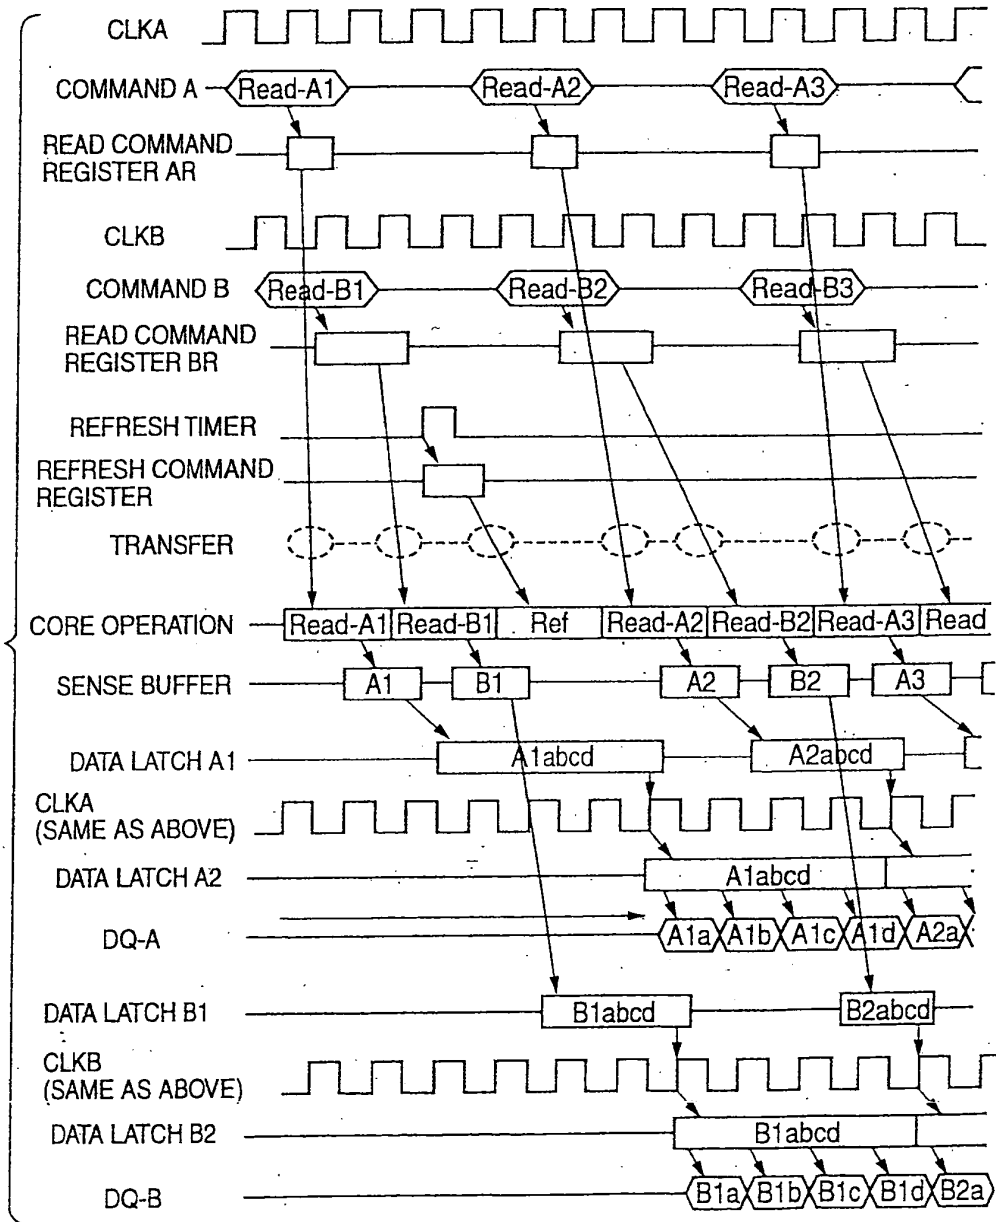 CLKA
COMMAND A
Read-A1 Read-A2 Read-A3
READ COMMAND
REGISTER AR
CLKB
COMMAND B
Read-B1 Read-B2 Read-B3
READ COMMAND
REGISTER BR
REFRESH TIMER
REFRESH COMMAND
REGISTER
TRANSFER
CORE OPERATION
Read-A1 Read-B1 Ref Read-A2 Read-B2 Read-A3 Read
SENSE BUFFER
A1 B1 A2 B2 A3
DATA LATCH A1
A1abcd A2abcd
CLKA
(SAME AS ABOVE)
DATA LATCH A2
A1abcd
DQ-A
A1a A1b A1c A1d A2a
DATA LATCH B1
B1abcd B2abcd
CLKB
(SAME AS ABOVE)
DATA LATCH B2
B1abcd
DQ-B
B1a B1b B1c B1d B2a